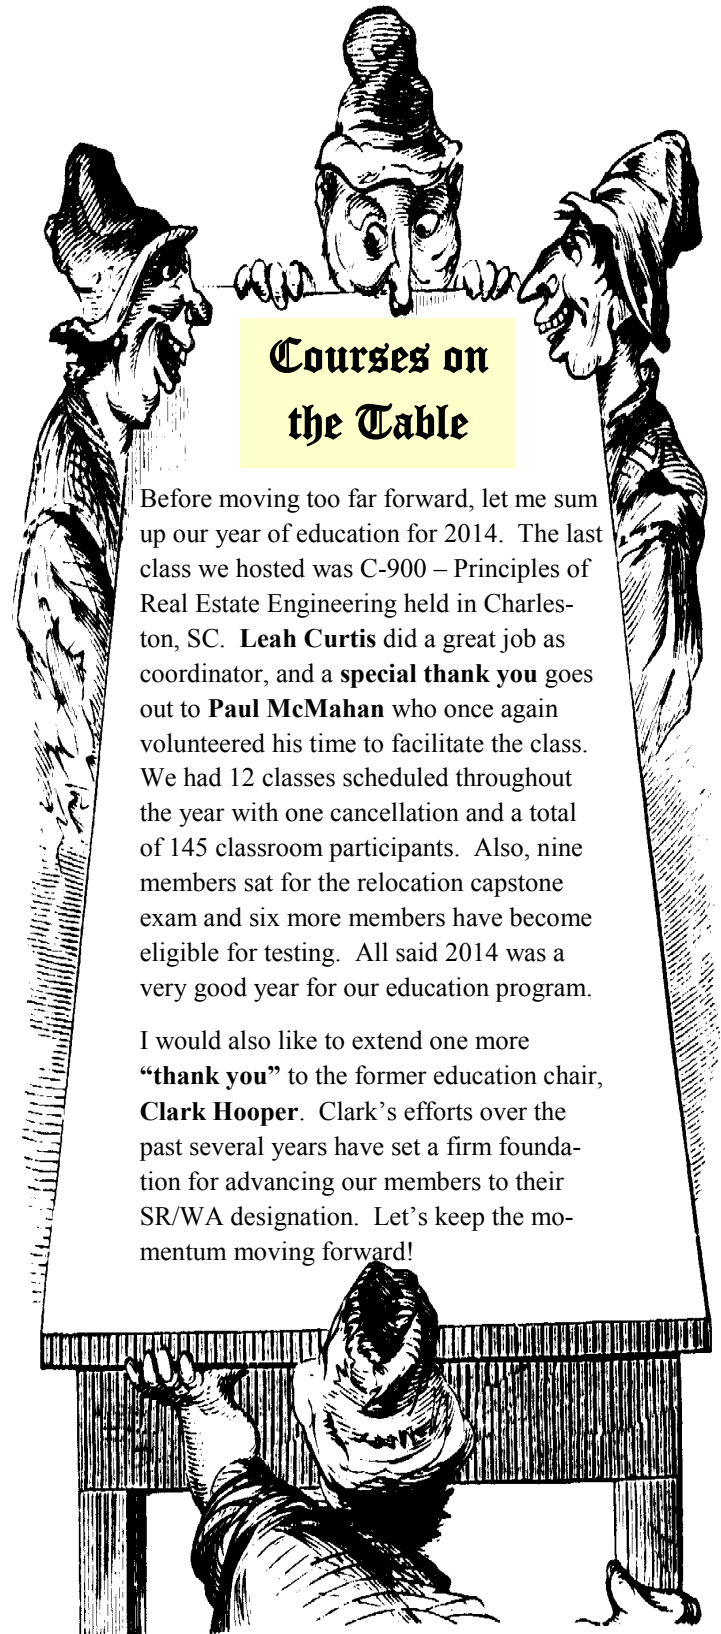 Courses on
the Table
Before moving too far forward, let me sum
up our year of education for 2014.  The last
class we hosted was C-900 – Principles of
Real Estate Engineering held in Charles-
ton, SC.  Leah Curtis did a great job as
coordinator, and a special thank you goes
out to Paul McMahan who once again
volunteered his time to facilitate the class.
We had 12 classes scheduled throughout
the year with one cancellation and a total
of 145 classroom participants.  Also, nine
members sat for the relocation capstone
exam and six more members have become
eligible for testing.  All said 2014 was a
very good year for our education program.
I would also like to extend one more
“thank you” to the former education chair,
Clark Hooper.  Clark’s efforts over the
past several years have set a firm founda-
tion for advancing our members to their
SR/WA designation.  Let’s keep the mo-
mentum moving forward!